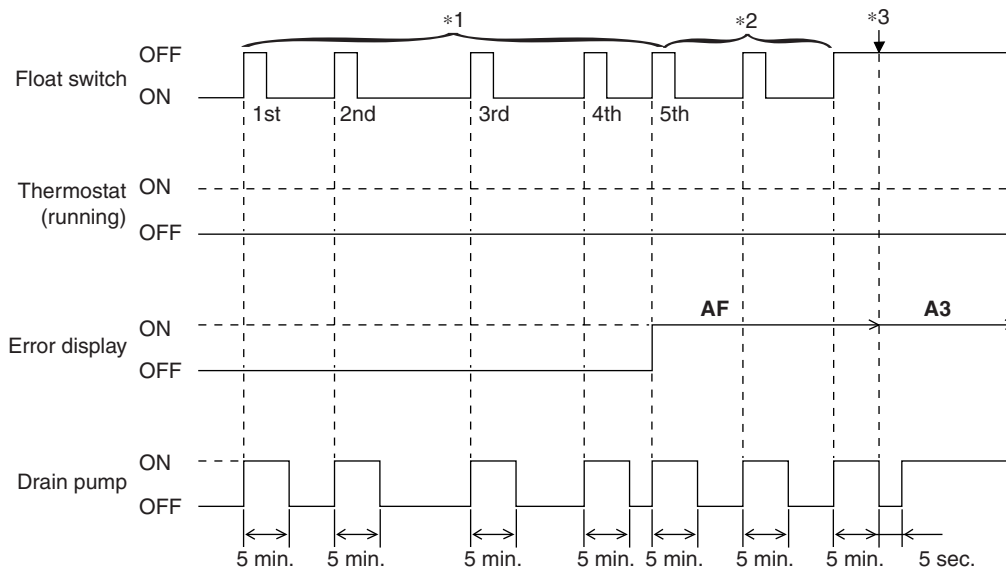 *1 *2 *3
Float switch OFF
ON
1st 2nd 3rd 4th 5th
Thermostat
(running) ON
OFF
AF A3
Error display ON
OFF
Drain pump ON
OFF
5 min. 5 min. 5 min. 5 min. 5 min. 5 min. 5 min. 5 sec.